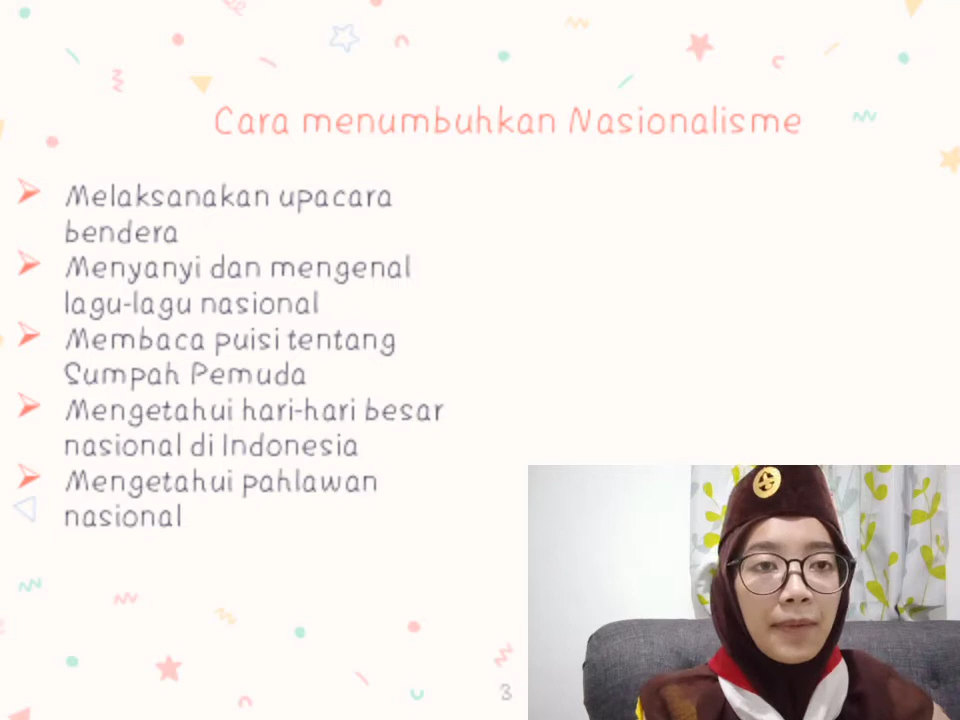 Cara menumbuhkan Nasionalisme
Melaksanakan upacara
bendera
Menyanyi dan mengenal
lagu-lagu nasional
Membaca puisi tentang
Sumpah Pemuda
Mengetahui hari-hari besar
nasional di Indonesia
Mengetahui pahlawan
nasional
3